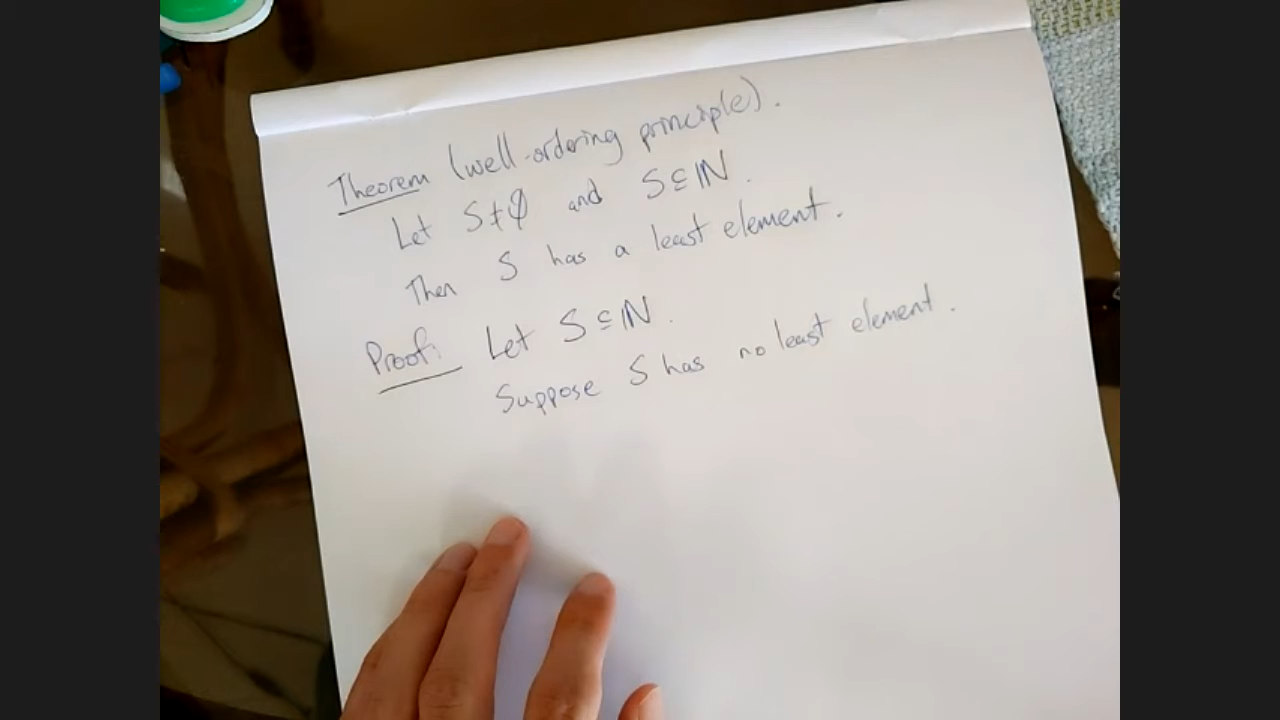 Theorem (well-ordering principle).
Let S ≠ ∅ and S ⊆ ℕ.
Then S has a least element.
Proof: Let S ⊆ ℕ.
Suppose S has no least element.